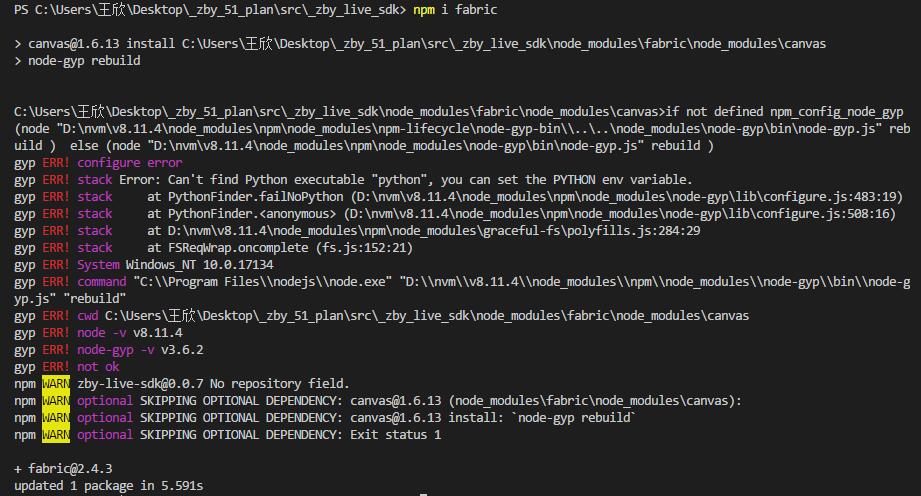 PS C:\Users\王欣\Desktop\_zby_51_plan\src\_zby_live_sdk> npm i fabric
> canvas@1.6.13 install C:\Users\王欣\Desktop\_zby_51_plan\src\_zby_live_sdk\node_modules\fabric\node_modules\canvas
> node-gyp rebuild
C:\Users\王欣\Desktop\_zby_51_plan\src\_zby_live_sdk\node_modules\fabric\node_modules\canvas>if not defined npm_config_node_gyp
(node "D:\nvm\v8.11.4\node_modules\npm\node_modules\npm-lifecycle\node-gyp-bin\\..\..\node_modules\node-gyp\bin\node-gyp.js" reb
uild )  else (node "D:\nvm\v8.11.4\node_modules\npm\node_modules\node-gyp\bin\node-gyp.js" rebuild )
gyp ERR! configure error
gyp ERR! stack Error: Can't find Python executable "python", you can set the PYTHON env variable.
gyp ERR! stack     at PythonFinder.failNoPython (D:\nvm\v8.11.4\node_modules\npm\node_modules\node-gyp\lib\configure.js:483:19)
gyp ERR! stack     at PythonFinder.<anonymous> (D:\nvm\v8.11.4\node_modules\npm\node_modules\node-gyp\lib\configure.js:508:16)
gyp ERR! stack     at D:\nvm\v8.11.4\node_modules\npm\node_modules\graceful-fs\polyfills.js:284:29
gyp ERR! stack     at FSReqWrap.oncomplete (fs.js:152:21)
gyp ERR! System Windows_NT 10.0.17134
gyp ERR! command "C:\\Program Files\\nodejs\\node.exe" "D:\\nvm\\v8.11.4\\node_modules\\npm\\node_modules\\node-gyp\\bin\\node-g
yp.js" "rebuild"
gyp ERR! cwd C:\Users\王欣\Desktop\_zby_51_plan\src\_zby_live_sdk\node_modules\fabric\node_modules\canvas
gyp ERR! node -v v8.11.4
gyp ERR! node-gyp -v v3.6.2
gyp ERR! not ok
npm WARN zby-live-sdk@0.0.7 No repository field.
npm WARN optional SKIPPING OPTIONAL DEPENDENCY: canvas@1.6.13 (node_modules\fabric\node_modules\canvas):
npm WARN optional SKIPPING OPTIONAL DEPENDENCY: canvas@1.6.13 install: `node-gyp rebuild`
npm WARN optional SKIPPING OPTIONAL DEPENDENCY: Exit status 1
+ fabric@2.4.3
updated 1 package in 5.591s